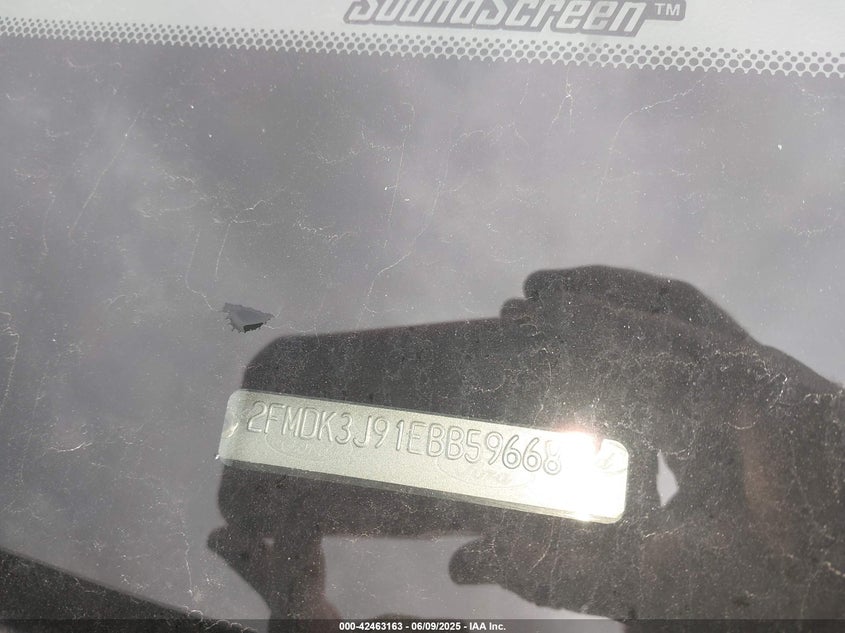 SoundScreen™
2FMDK3J91EBB59668
000-42463163 - 06/09/2025 - IAA Inc.